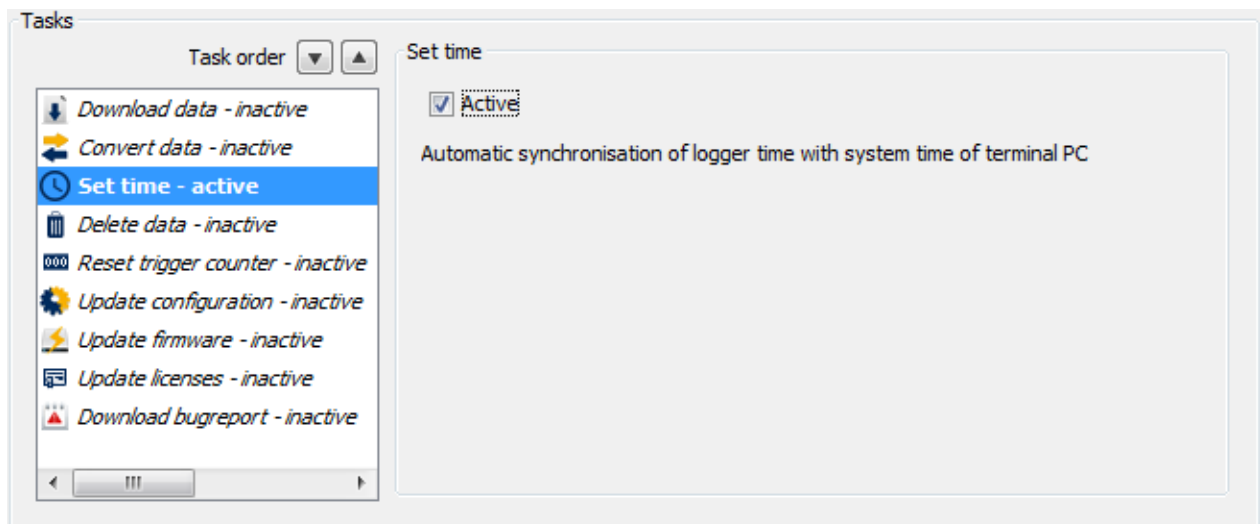 Tasks
Task order
Download data - inactive
Convert data - inactive
Set time - active
Delete data - inactive
000 Reset trigger counter - inactive
Update configuration - inactive
Update firmware - inactive
Update licenses - inactive
Download bugreport - inactive
Set time
Active
Automatic synchronisation of logger time with system time of terminal PC